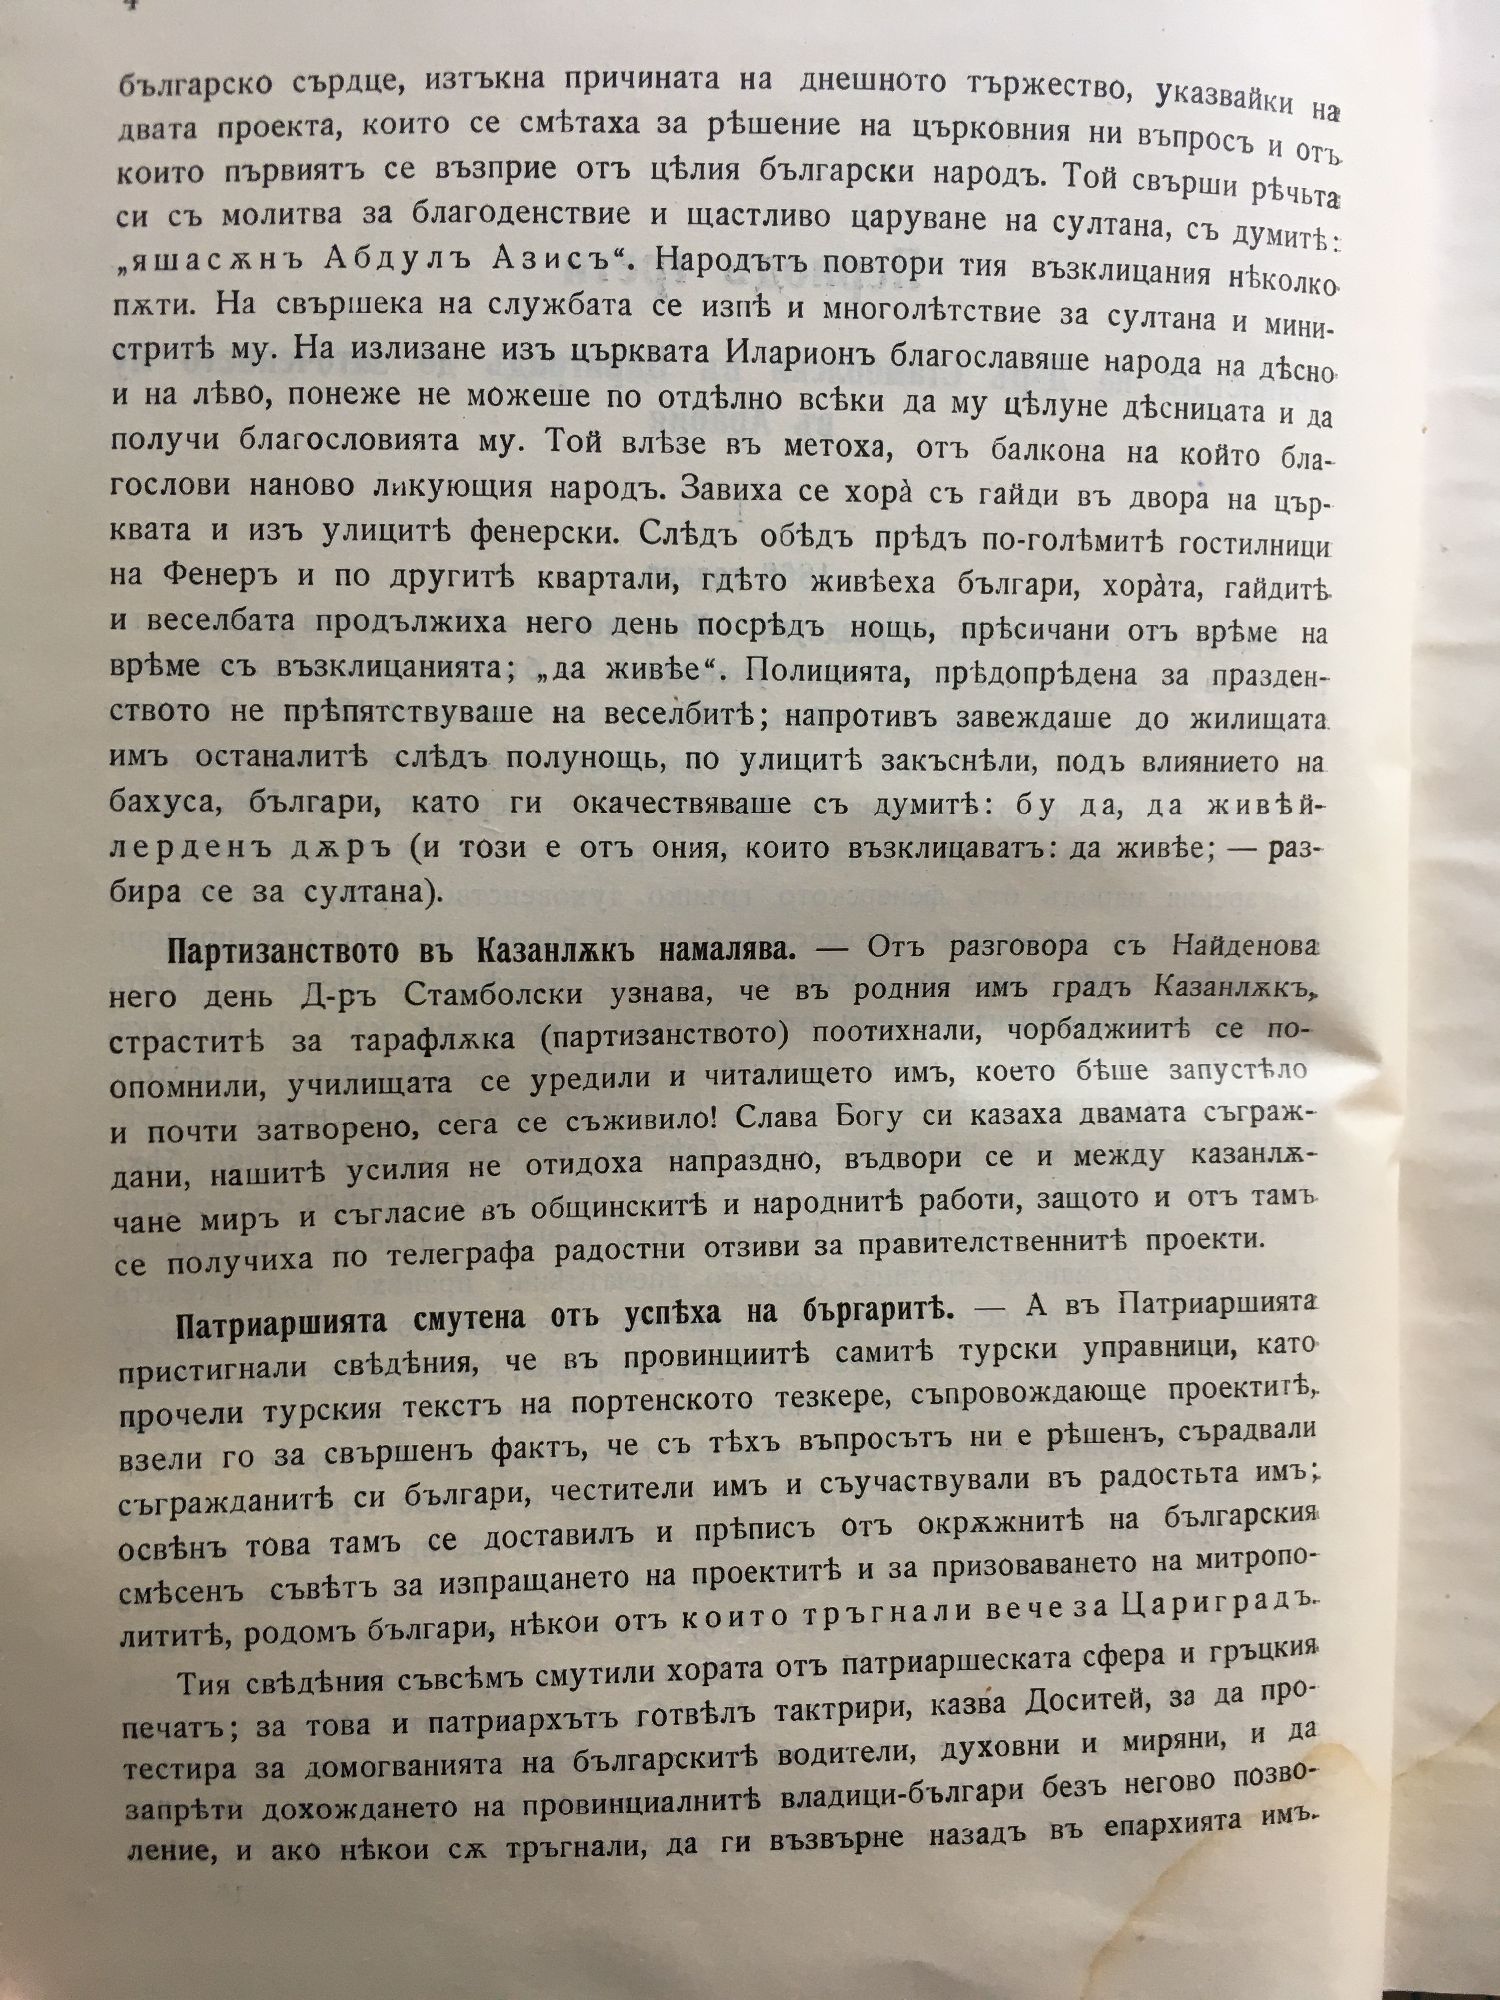 4
българско сърдце, изтъкна причината на днешното тържество, указвайки на
двата проекта, които се смѣтаха за рѣшение на църковния ни въпросъ и отъ
които първиятъ се възприе отъ цѣлия български народъ. Той свърши рѣчьта
си съ молитва за благоденствие и щастливо царуване на султана, съ думитѣ:
„яшасѫнъ Абдулъ Азисъ“. Народътъ повтори тия възклицания нѣколко
пѫти. На свършека на службата се изпѣ и многолѣтствие за султана и мини-
стритѣ му. На излизане изъ църквата Иларионъ благославяше народа на дѣсно
и на лѣво, понеже не можеше по отдѣлно всѣки да му цѣлуне дѣсницата и да
получи благословията му. Той влѣзе въ метоха, отъ балкона на който бла-
гослови наново ликующия народъ. Завиха се хора̀ съ гайди въ двора на цър-
квата и изъ улицитѣ фенерски. Слѣдъ обѣдъ прѣдъ по-голѣмитѣ гостилници
на Фенеръ и по другитѣ квартали, гдѣто живѣеха българи, хора̀та, гайдитѣ
и веселбата продължиха него день посрѣдъ нощь, прѣсичани отъ врѣме на
врѣме съ възклицанията; „да живѣе“. Полицията, прѣдопрѣдена за празден-
ството не прѣпятствуваше на веселбитѣ; напротивъ завеждаше до жилищата
имъ останалитѣ слѣдъ полунощь, по улицитѣ закъснѣли, подъ влиянието на
бахуса, българи, като ги окачествяваше съ думитѣ: бу да, да живѣй-
лерденъ дѫръ (и този е отъ ония, които възклицаватъ: да живѣе; — раз-
бира се за султана).
Партизанството въ Казанлѫкъ намалява. — Отъ разговора съ Найденова
него день Д-ръ Стамболски узнава, че въ родния имъ градъ Казанлѫкъ,
страститѣ за тарафлѫка (партизанството) поотихнали, чорбаджиитѣ се по-
опомнили, училищата се уредили и читалището имъ, което бѣше запустѣло
и почти затворено, сега се съживило! Слава Богу си казаха двамата съграж-
дани, нашитѣ усилия не отидоха напраздно, въдвори се и между казанлѫ-
чане миръ и съгласие въ общинскитѣ и народнитѣ работи, защото и отъ тамъ
се получиха по телеграфа радостни отзиви за правителственнитѣ проекти.
Патриаршията смутена отъ успѣха на бъргаритѣ. — А въ Патриаршията
пристигнали свѣдѣния, че въ провинциитѣ самитѣ турски управници, като
прочели турския текстъ на портенското тезкере, съпровождающе проектитѣ,
взели го за свършенъ фактъ, че съ тѣхъ въпросътъ ни е рѣшенъ, сърадвали
съгражданитѣ си българи, честители имъ и съучаствували въ радостьта имъ;
освѣнъ това тамъ се доставилъ и прѣписъ отъ окрѫжнитѣ на българския
смѣсенъ съвѣтъ за изпращането на проектитѣ и за призоваването на митропо-
лититѣ, родомъ българи, нѣкои отъ които тръгнали вече за Цариградъ.
Тия свѣдѣния съвсѣмъ смутили хората отъ патриаршеската сфера и гръцкия
печатъ; за това и патриархътъ готвѣлъ тактрири, казва Доситей, за да про-
тестира за домогванията на българскитѣ водители, духовни и миряни, и да
запрѣти дохождането на провинциалнитѣ владици-българи безъ негово позво-
ление, и ако нѣкои сѫ тръгнали, да ги възвърне назадъ въ епархията имъ.